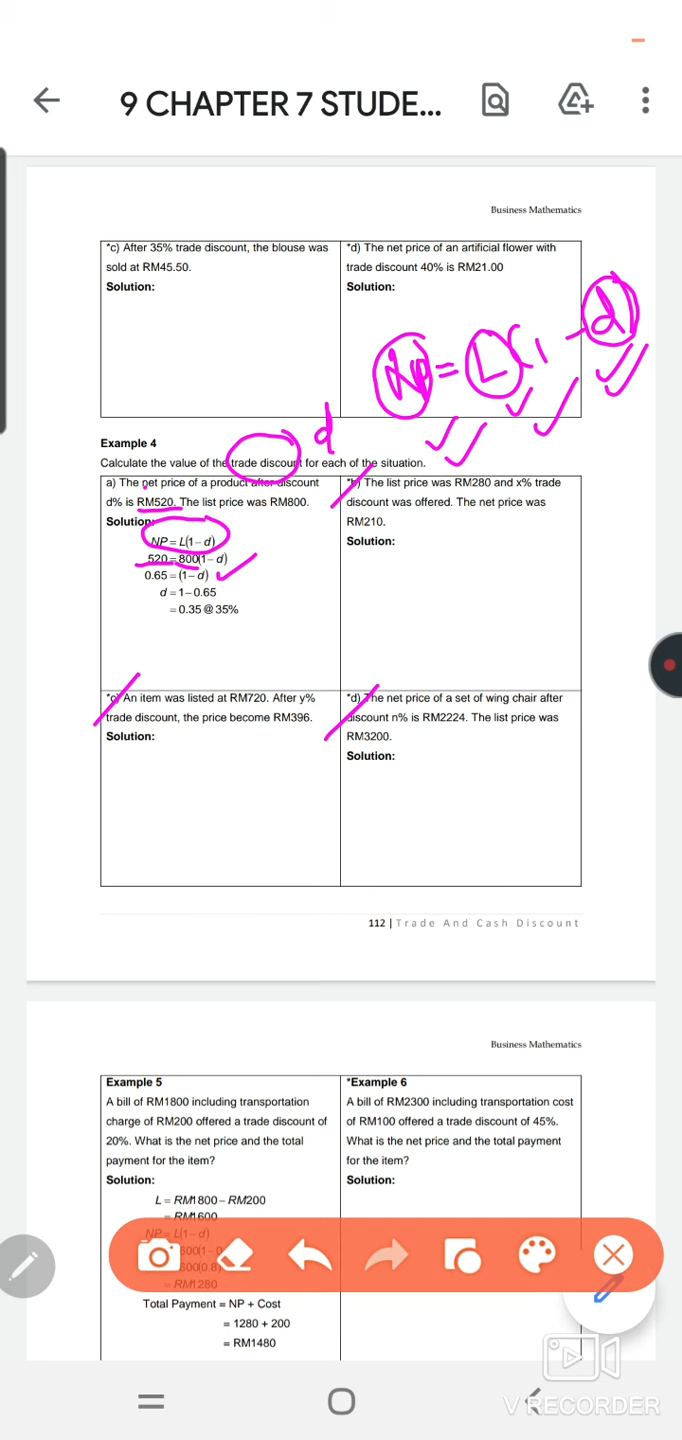 9 CHAPTER 7 STUDE...
Business Mathematics
*c) After 35% trade discount, the blouse was
sold at RM45.50.
Solution:
*d) The net price of an artificial flower with
trade discount 40% is RM21.00
Solution:
NP = L(1 - d)
Example 4
d
Calculate the value of the trade discount for each of the situation.
a) The net price of a product after discount
d% is RM520. The list price was RM800.
Solution:
NP = L(1 − d)
520 = 800(1 − d)
0.65 = (1 − d)
d = 1 − 0.65
= 0.35 @ 35%
*b) The list price was RM280 and x% trade
discount was offered. The net price was
RM210.
Solution:
*c) An item was listed at RM720. After y%
trade discount, the price become RM396.
Solution:
*d) The net price of a set of wing chair after
discount n% is RM2224. The list price was
RM3200.
Solution:
112 | Trade And Cash Discount
Business Mathematics
Example 5
A bill of RM1800 including transportation
charge of RM200 offered a trade discount of
20%. What is the net price and the total
payment for the item?
Solution:
L = RM1800 − RM200
= RM1600
NP = L(1 − d)
= RM1280
Total Payment = NP + Cost
= 1280 + 200
= RM1480
*Example 6
A bill of RM2300 including transportation cost
of RM100 offered a trade discount of 45%.
What is the net price and the total payment
for the item?
Solution:
V RECORDER